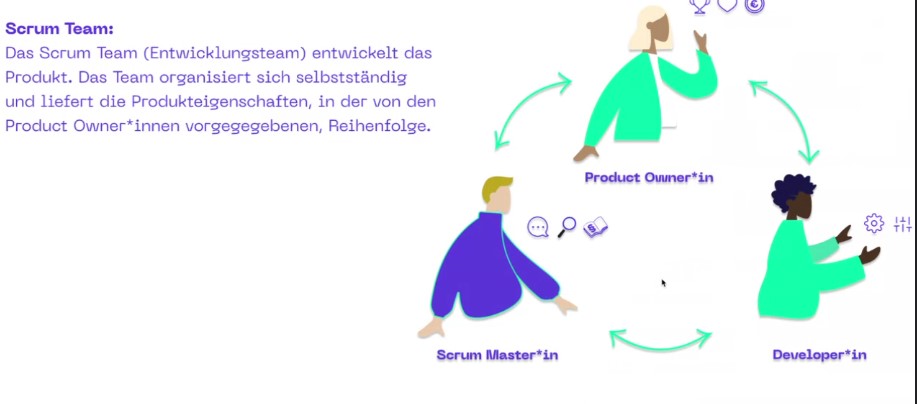 Scrum Team:
Das Scrum Team (Entwicklungsteam) entwickelt das
Produkt. Das Team organisiert sich selbstständig
und liefert die Produkteigenschaften, in der von den
Product Owner*innen vorgegegebenen, Reihenfolge.
Product Owner*in
Scrum Master*in
Developer*in